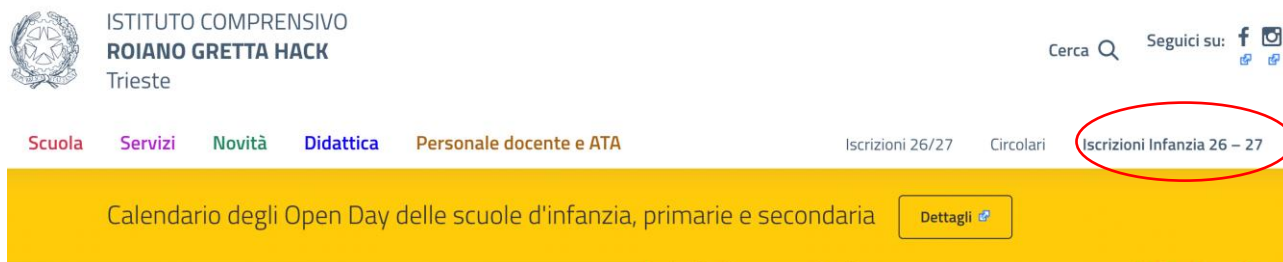 ISTITUTO COMPRENSIVO
ROIANO GRETTA HACK
Trieste
Cerca
Seguici su:
Scuola Servizi Novità Didattica Personale docente e ATA Iscrizioni 26/27 Circolari Iscrizioni Infanzia 26 – 27
Calendario degli Open Day delle scuole d'infanzia, primarie e secondaria Dettagli